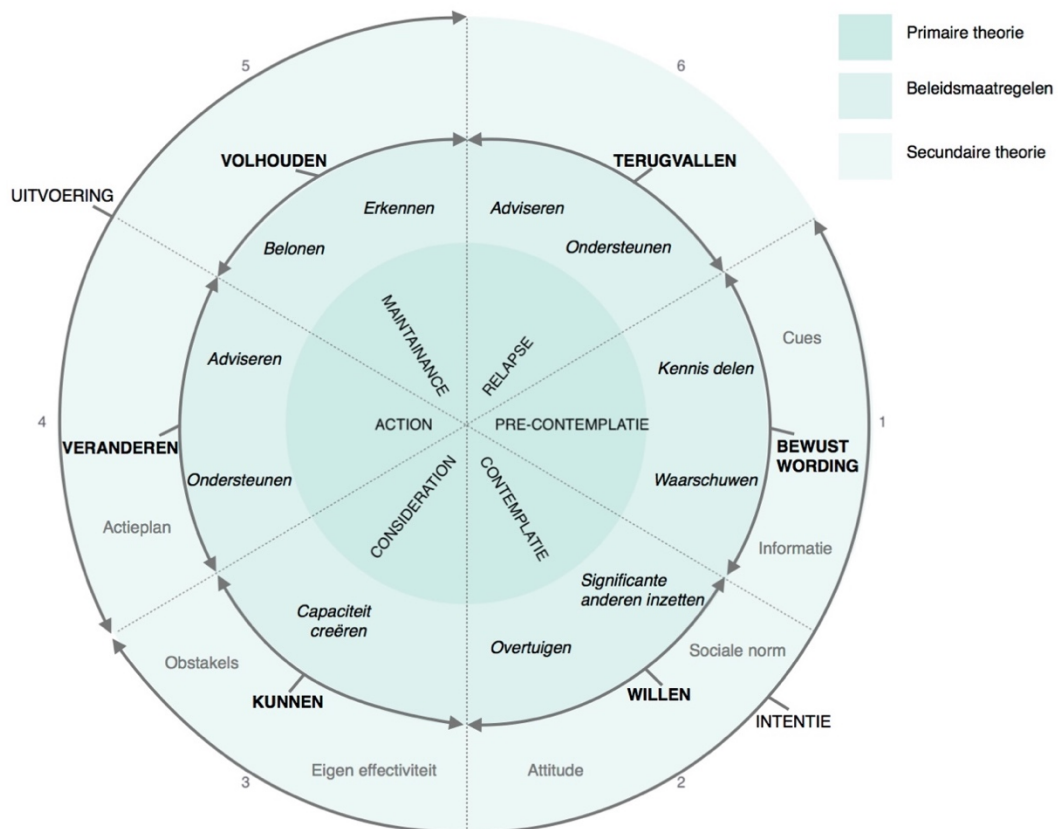 5
6
Primaire theorie
Beleidsmaatregelen
Secundaire theorie
VOLHOUDEN
TERUGVALLEN
UITVOERING
Erkennen
Adviseren
Belonen
Ondersteunen
MAINTAINANCE
RELAPSE
Cues
Adviseren
Kennis delen
4
VERANDEREN
ACTION
PRE-CONTEMPLATIE
BEWUST
WORDING
1
Ondersteunen
Waarschuwen
CONSIDERATION
CONTEMPLATIE
Actieplan
Informatie
Significante
anderen inzetten
Capaciteit
creëren
Overtuigen
Sociale norm
Obstakels
KUNNEN
WILLEN
INTENTIE
Eigen effectiviteit
Attitude
3
2